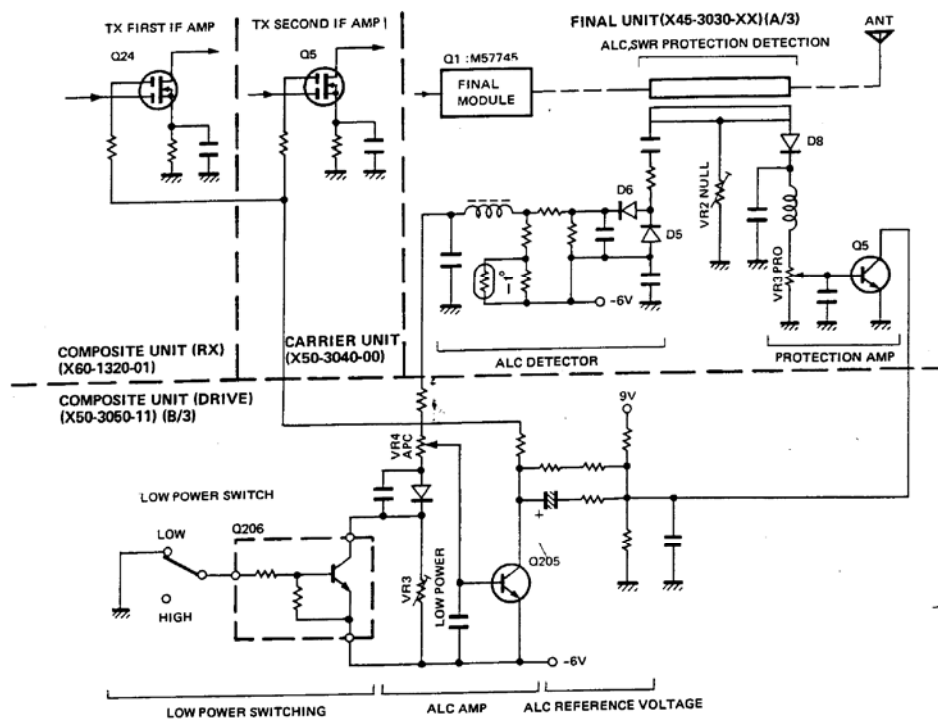 TX FIRST IF AMP
TX SECOND IF AMP
FINAL UNIT(X45-3030-XX)(A/3)
ANT
ALC,SWR PROTECTION DETECTION
Q24
Q5
Q1 :M57745
FINAL
MODULE
D8
VR2 NULL
D6
D5
Q5
VR3 PRO
T°
-6V
COMPOSITE UNIT (RX)
(X60-1320-01)
CARRIER UNIT
(X50-3040-00)
ALC DETECTOR
PROTECTION AMP
COMPOSITE UNIT (DRIVE)
(X50-3050-11) (B/3)
9V
VR4
APC
LOW POWER SWITCH
LOW
Q206
+
Q205
VR3
LOW POWER
HIGH
-6V
LOW POWER SWITCHING
ALC AMP
ALC REFERENCE VOLTAGE